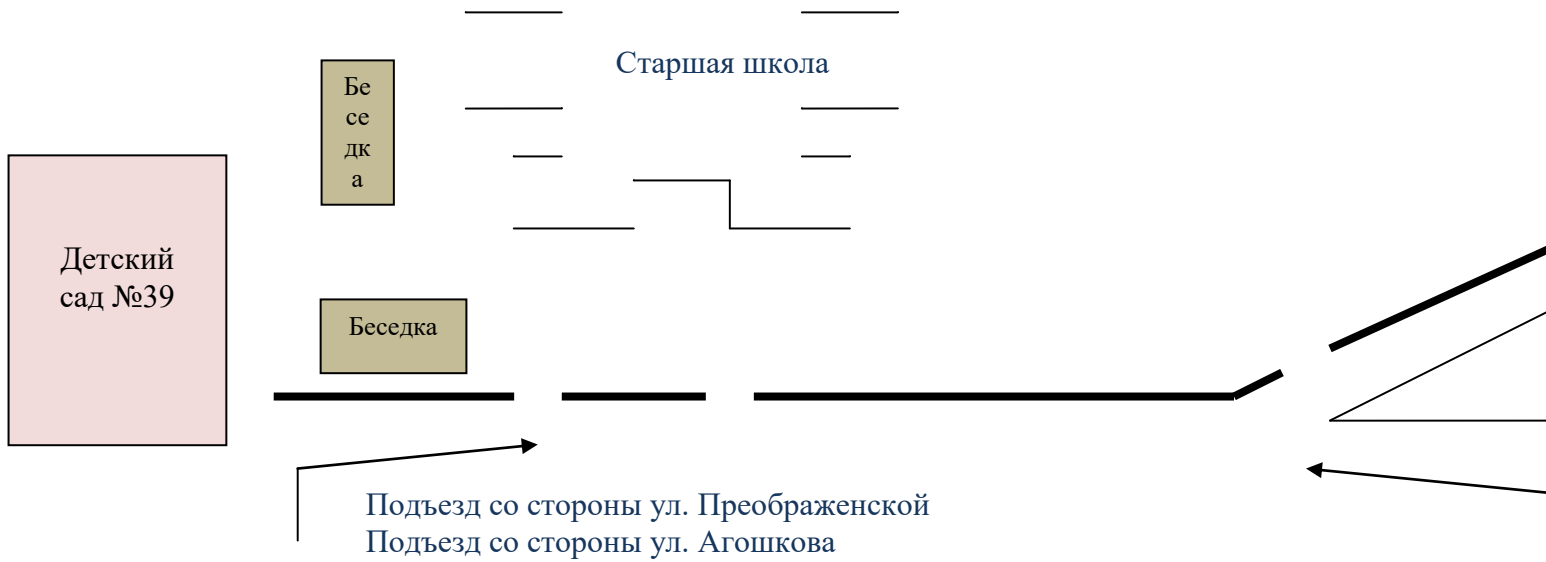 Старшая школа
Бе
се
дк
а
Детский
сад №39
Беседка
Подъезд со стороны ул. Преображенской
Подъезд со стороны ул. Агошкова